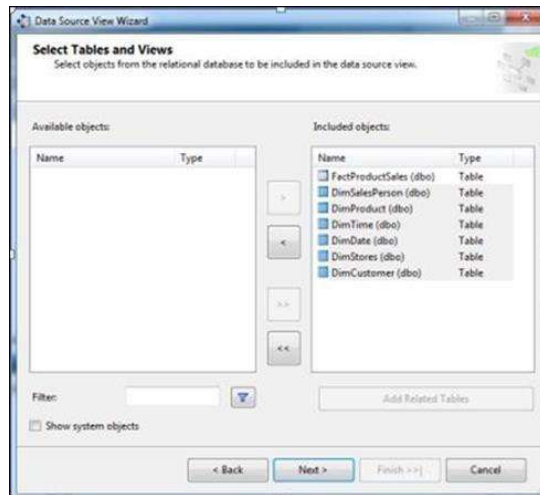 Data Source View Wizard
Select Tables and Views
Select objects from the relational database to be included in the data source view.
Available objects:
Included objects:
Name Type
Name Type
FactProductSales (dbo) Table
DimSalesPerson (dbo) Table
DimProduct (dbo) Table
DimTime (dbo) Table
DimDate (dbo) Table
DimStores (dbo) Table
DimCustomer (dbo) Table
>
<
>>
<<
Filter:
Add Related Tables
Show system objects
< Back Next > Finish >>| Cancel